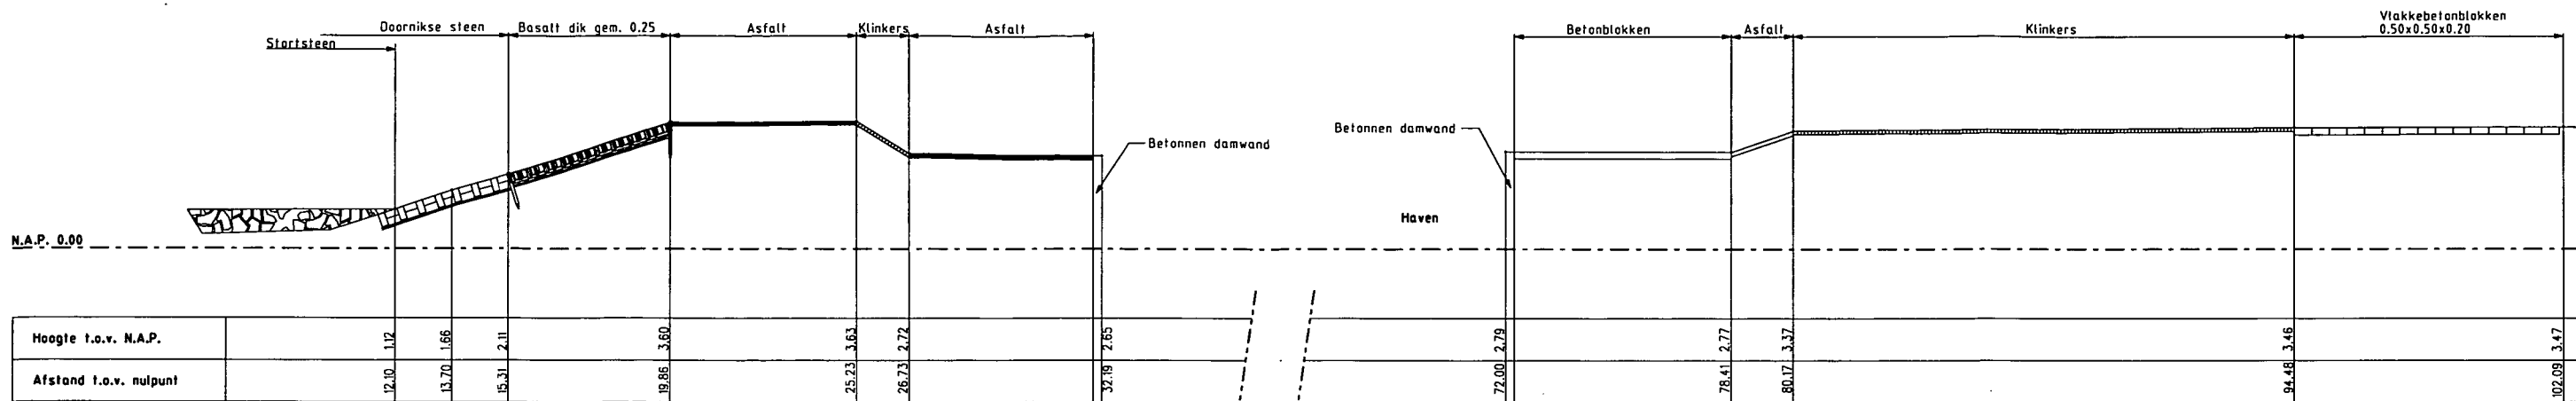 Stortsteen
Doornikse steen
Basalt dik gem. 0.25
Asfalt
Klinkers
Asfalt
Betonblokken
Asfalt
Klinkers
Vlakkebetonblokken
0.50x0.50x0.20
Betonnen damwand
Betonnen damwand
Haven
N.A.P. 0.00
Hoogte t.o.v. N.A.P. 1.12 1.66 2.11 3.60 3.63 2.72 2.65 2.79 2.77 3.37 3.46 3.47
Afstand t.o.v. nulpunt 12.10 13.70 15.31 19.86 25.23 26.73 32.19 72.00 78.41 80.17 94.48 102.09